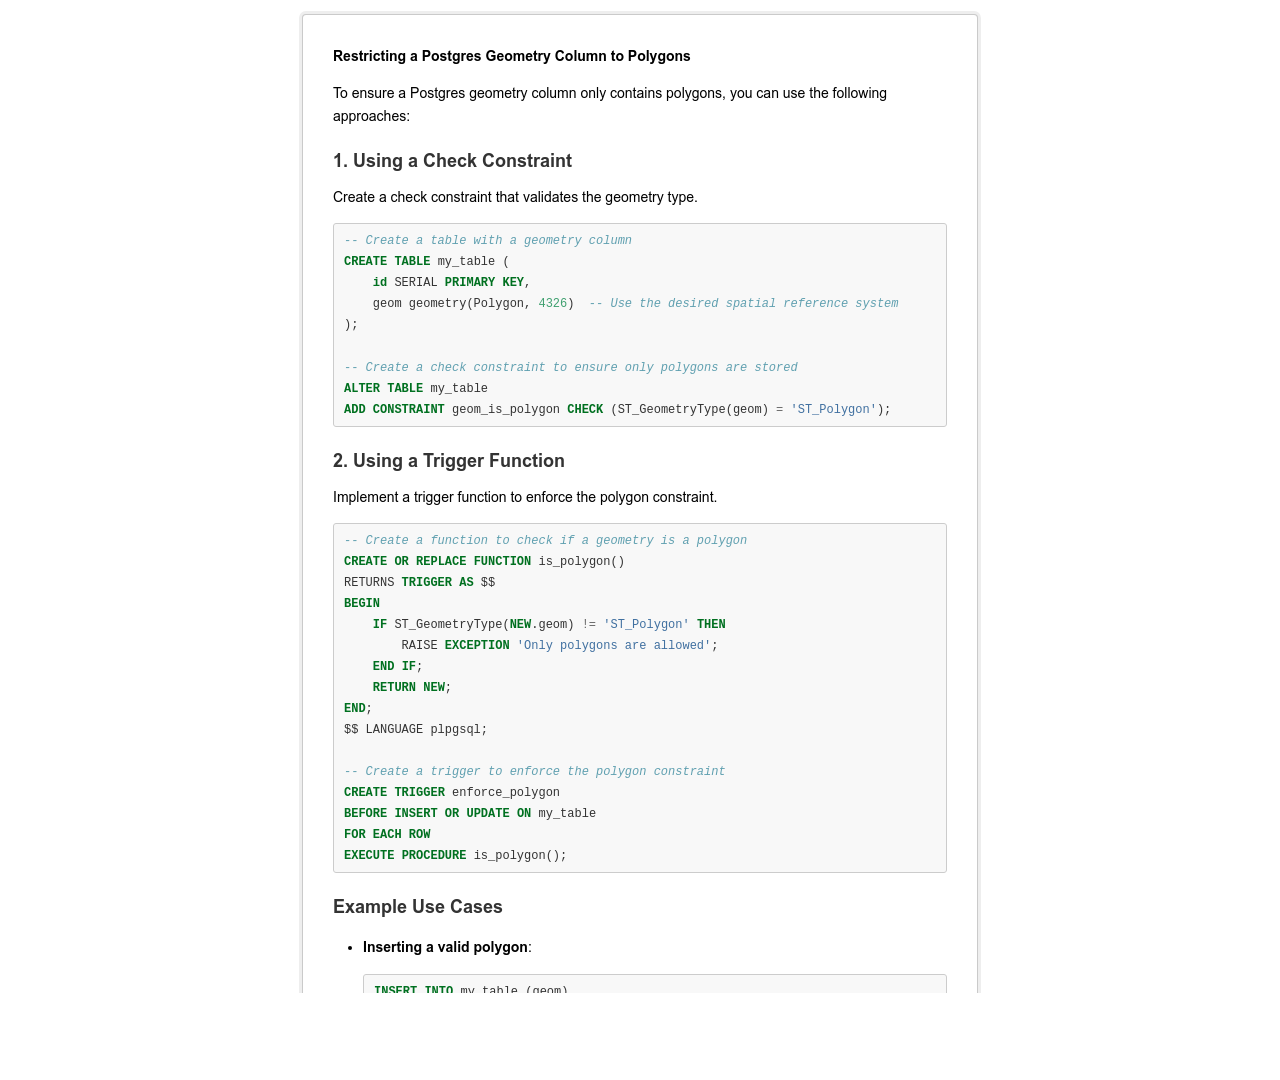 Restricting a Postgres Geometry Column to Polygons
To ensure a Postgres geometry column only contains polygons, you can use the following
approaches:
1. Using a Check Constraint
Create a check constraint that validates the geometry type.
-- Create a table with a geometry column
CREATE TABLE my_table (
    id SERIAL PRIMARY KEY,
    geom geometry(Polygon, 4326)  -- Use the desired spatial reference system
);
-- Create a check constraint to ensure only polygons are stored
ALTER TABLE my_table
ADD CONSTRAINT geom_is_polygon CHECK (ST_GeometryType(geom) = 'ST_Polygon');
2. Using a Trigger Function
Implement a trigger function to enforce the polygon constraint.
-- Create a function to check if a geometry is a polygon
CREATE OR REPLACE FUNCTION is_polygon()
RETURNS TRIGGER AS $$
BEGIN
    IF ST_GeometryType(NEW.geom) != 'ST_Polygon' THEN
        RAISE EXCEPTION 'Only polygons are allowed';
    END IF;
    RETURN NEW;
END;
$$ LANGUAGE plpgsql;
-- Create a trigger to enforce the polygon constraint
CREATE TRIGGER enforce_polygon
BEFORE INSERT OR UPDATE ON my_table
FOR EACH ROW
EXECUTE PROCEDURE is_polygon();
Example Use Cases
• Inserting a valid polygon:
INSERT INTO my_table (geom)